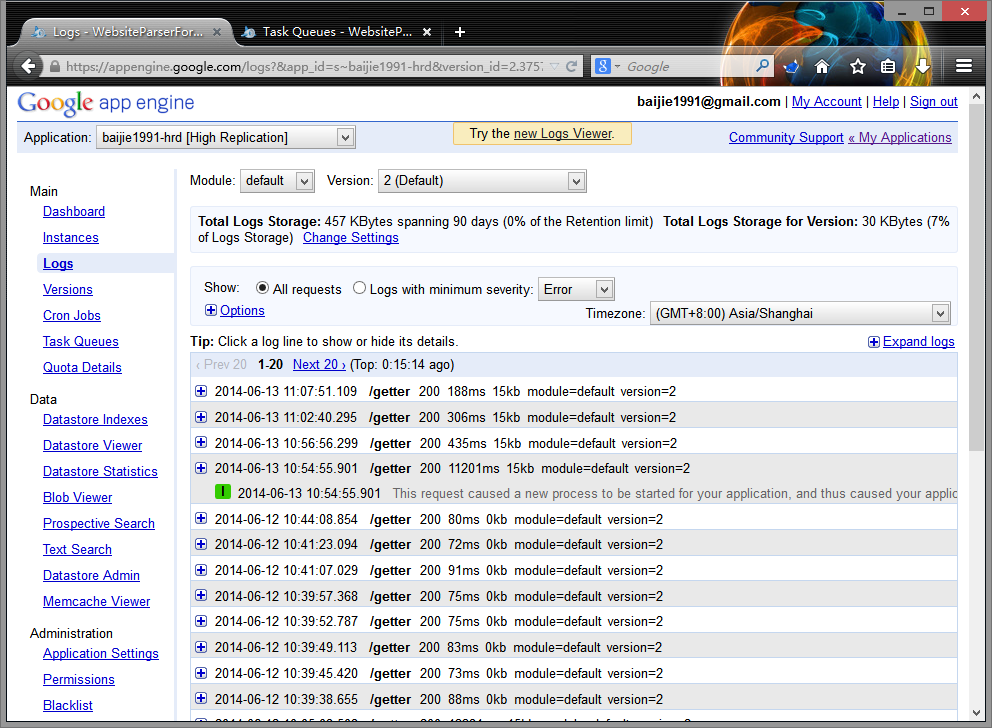 Logs - WebsiteParserFor...
Task Queues - WebsiteP...
https://appengine.google.com/logs?&app_id=s~baijie1991-hrd&version_id=2.3757
Google
Google app engine
baijie1991@gmail.com | My Account | Help | Sign out
Application: baijie1991-hrd [High Replication]
Try the new Logs Viewer.
Community Support « My Applications
Main
Dashboard
Instances
Logs
Versions
Cron Jobs
Task Queues
Quota Details
Data
Datastore Indexes
Datastore Viewer
Datastore Statistics
Blob Viewer
Prospective Search
Text Search
Datastore Admin
Memcache Viewer
Administration
Application Settings
Permissions
Blacklist
Module: default Version: 2 (Default)
Total Logs Storage: 457 KBytes spanning 90 days (0% of the Retention limit) Total Logs Storage for Version: 30 KBytes (7%
of Logs Storage) Change Settings
Show: All requests Logs with minimum severity: Error
Options
Timezone: (GMT+8:00) Asia/Shanghai
Tip: Click a log line to show or hide its details.
Expand logs
‹ Prev 20 1-20 Next 20 › (Top: 0:15:14 ago)
2014-06-13 11:07:51.109 /getter 200 188ms 15kb module=default version=2
2014-06-13 11:02:40.295 /getter 200 306ms 15kb module=default version=2
2014-06-13 10:56:56.299 /getter 200 435ms 15kb module=default version=2
2014-06-13 10:54:55.901 /getter 200 11201ms 15kb module=default version=2
I 2014-06-13 10:54:55.901 This request caused a new process to be started for your application, and thus caused your applic
2014-06-12 10:44:08.854 /getter 200 80ms 0kb module=default version=2
2014-06-12 10:41:23.094 /getter 200 72ms 0kb module=default version=2
2014-06-12 10:41:07.029 /getter 200 91ms 0kb module=default version=2
2014-06-12 10:39:57.368 /getter 200 75ms 0kb module=default version=2
2014-06-12 10:39:52.787 /getter 200 75ms 0kb module=default version=2
2014-06-12 10:39:49.113 /getter 200 83ms 0kb module=default version=2
2014-06-12 10:39:45.420 /getter 200 73ms 0kb module=default version=2
2014-06-12 10:39:38.655 /getter 200 88ms 0kb module=default version=2